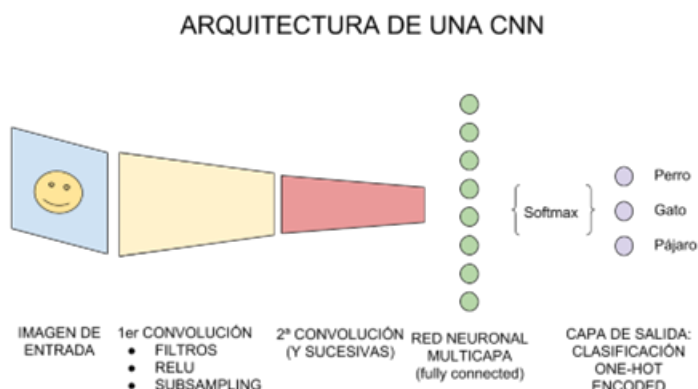 ARQUITECTURA DE UNA CNN
Softmax
Perro
Gato
Pájaro
IMAGEN DE
ENTRADA
1er CONVOLUCIÓN
• FILTROS
• RELU
• SUBSAMPLING
2ª CONVOLUCIÓN
(Y SUCESIVAS)
RED NEURONAL
MULTICAPA
(fully connected)
CAPA DE SALIDA:
CLASIFICACIÓN
ONE-HOT
ENCODED